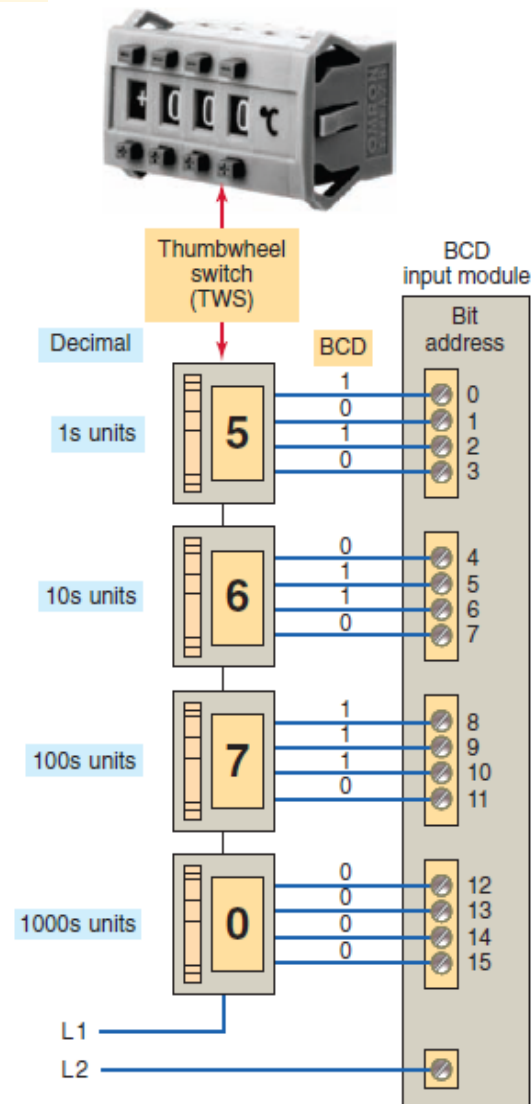 + 0 0 0 °C
OMRON
Thumbwheel
switch
(TWS)
BCD
input module
Bit
address
Decimal
BCD
1s units
5
1 0
0 1
1 2
0 3
10s units
6
0 4
1 5
1 6
0 7
100s units
7
1 8
1 9
1 10
0 11
1000s units
0
0 12
0 13
0 14
0 15
L1
L2